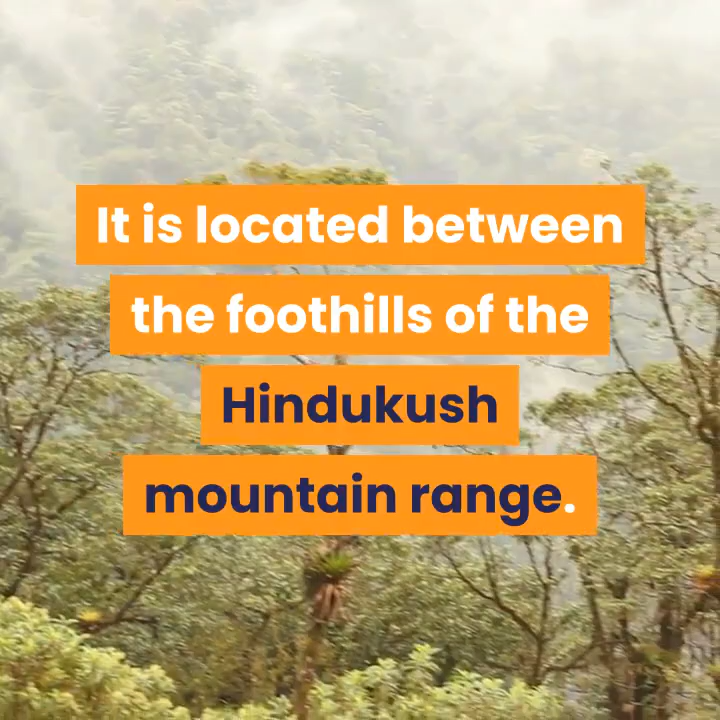 It is located between
the foothills of the
Hindukush
mountain range.